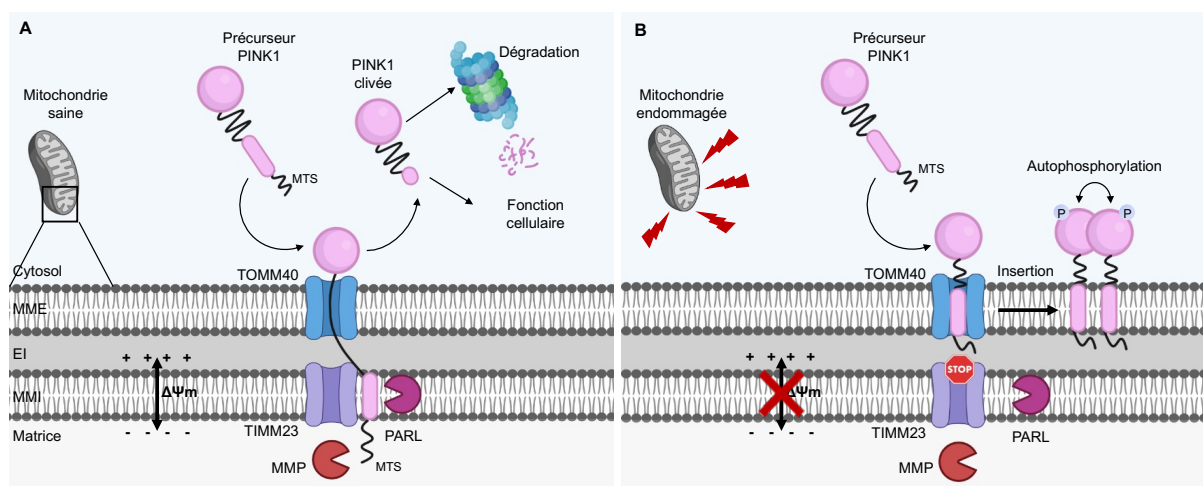 A
Mitochondrie
saine
Précurseur
PINK1
MTS
PINK1
clivée
Dégradation
Fonction
cellulaire
Cytosol
TOMM40
MME
EI
+ + + +
ΔΨm
MMI
- - - -
Matrice
TIMM23
PARL
MMP
MTS
B
Mitochondrie
endommagée
Précurseur
PINK1
MTS
Autophosphorylation
P
P
TOMM40
Insertion
+ + + +
STOP
ΔΨm
- - - -
TIMM23
PARL
MMP